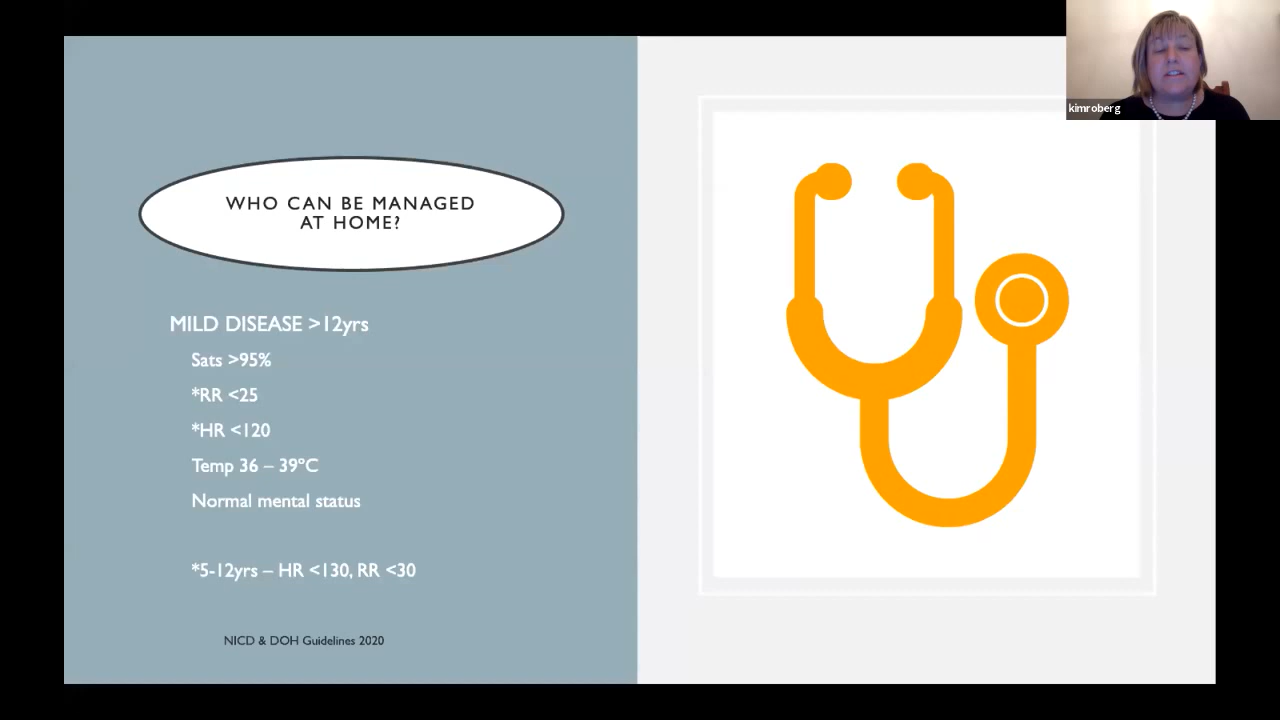 kimroberg
WHO CAN BE MANAGED
AT HOME?
MILD DISEASE >12yrs
Sats >95%
*RR <25
*HR <120
Temp 36 – 39°C
Normal mental status
*5-12yrs – HR <130, RR <30
NICD & DOH Guidelines 2020